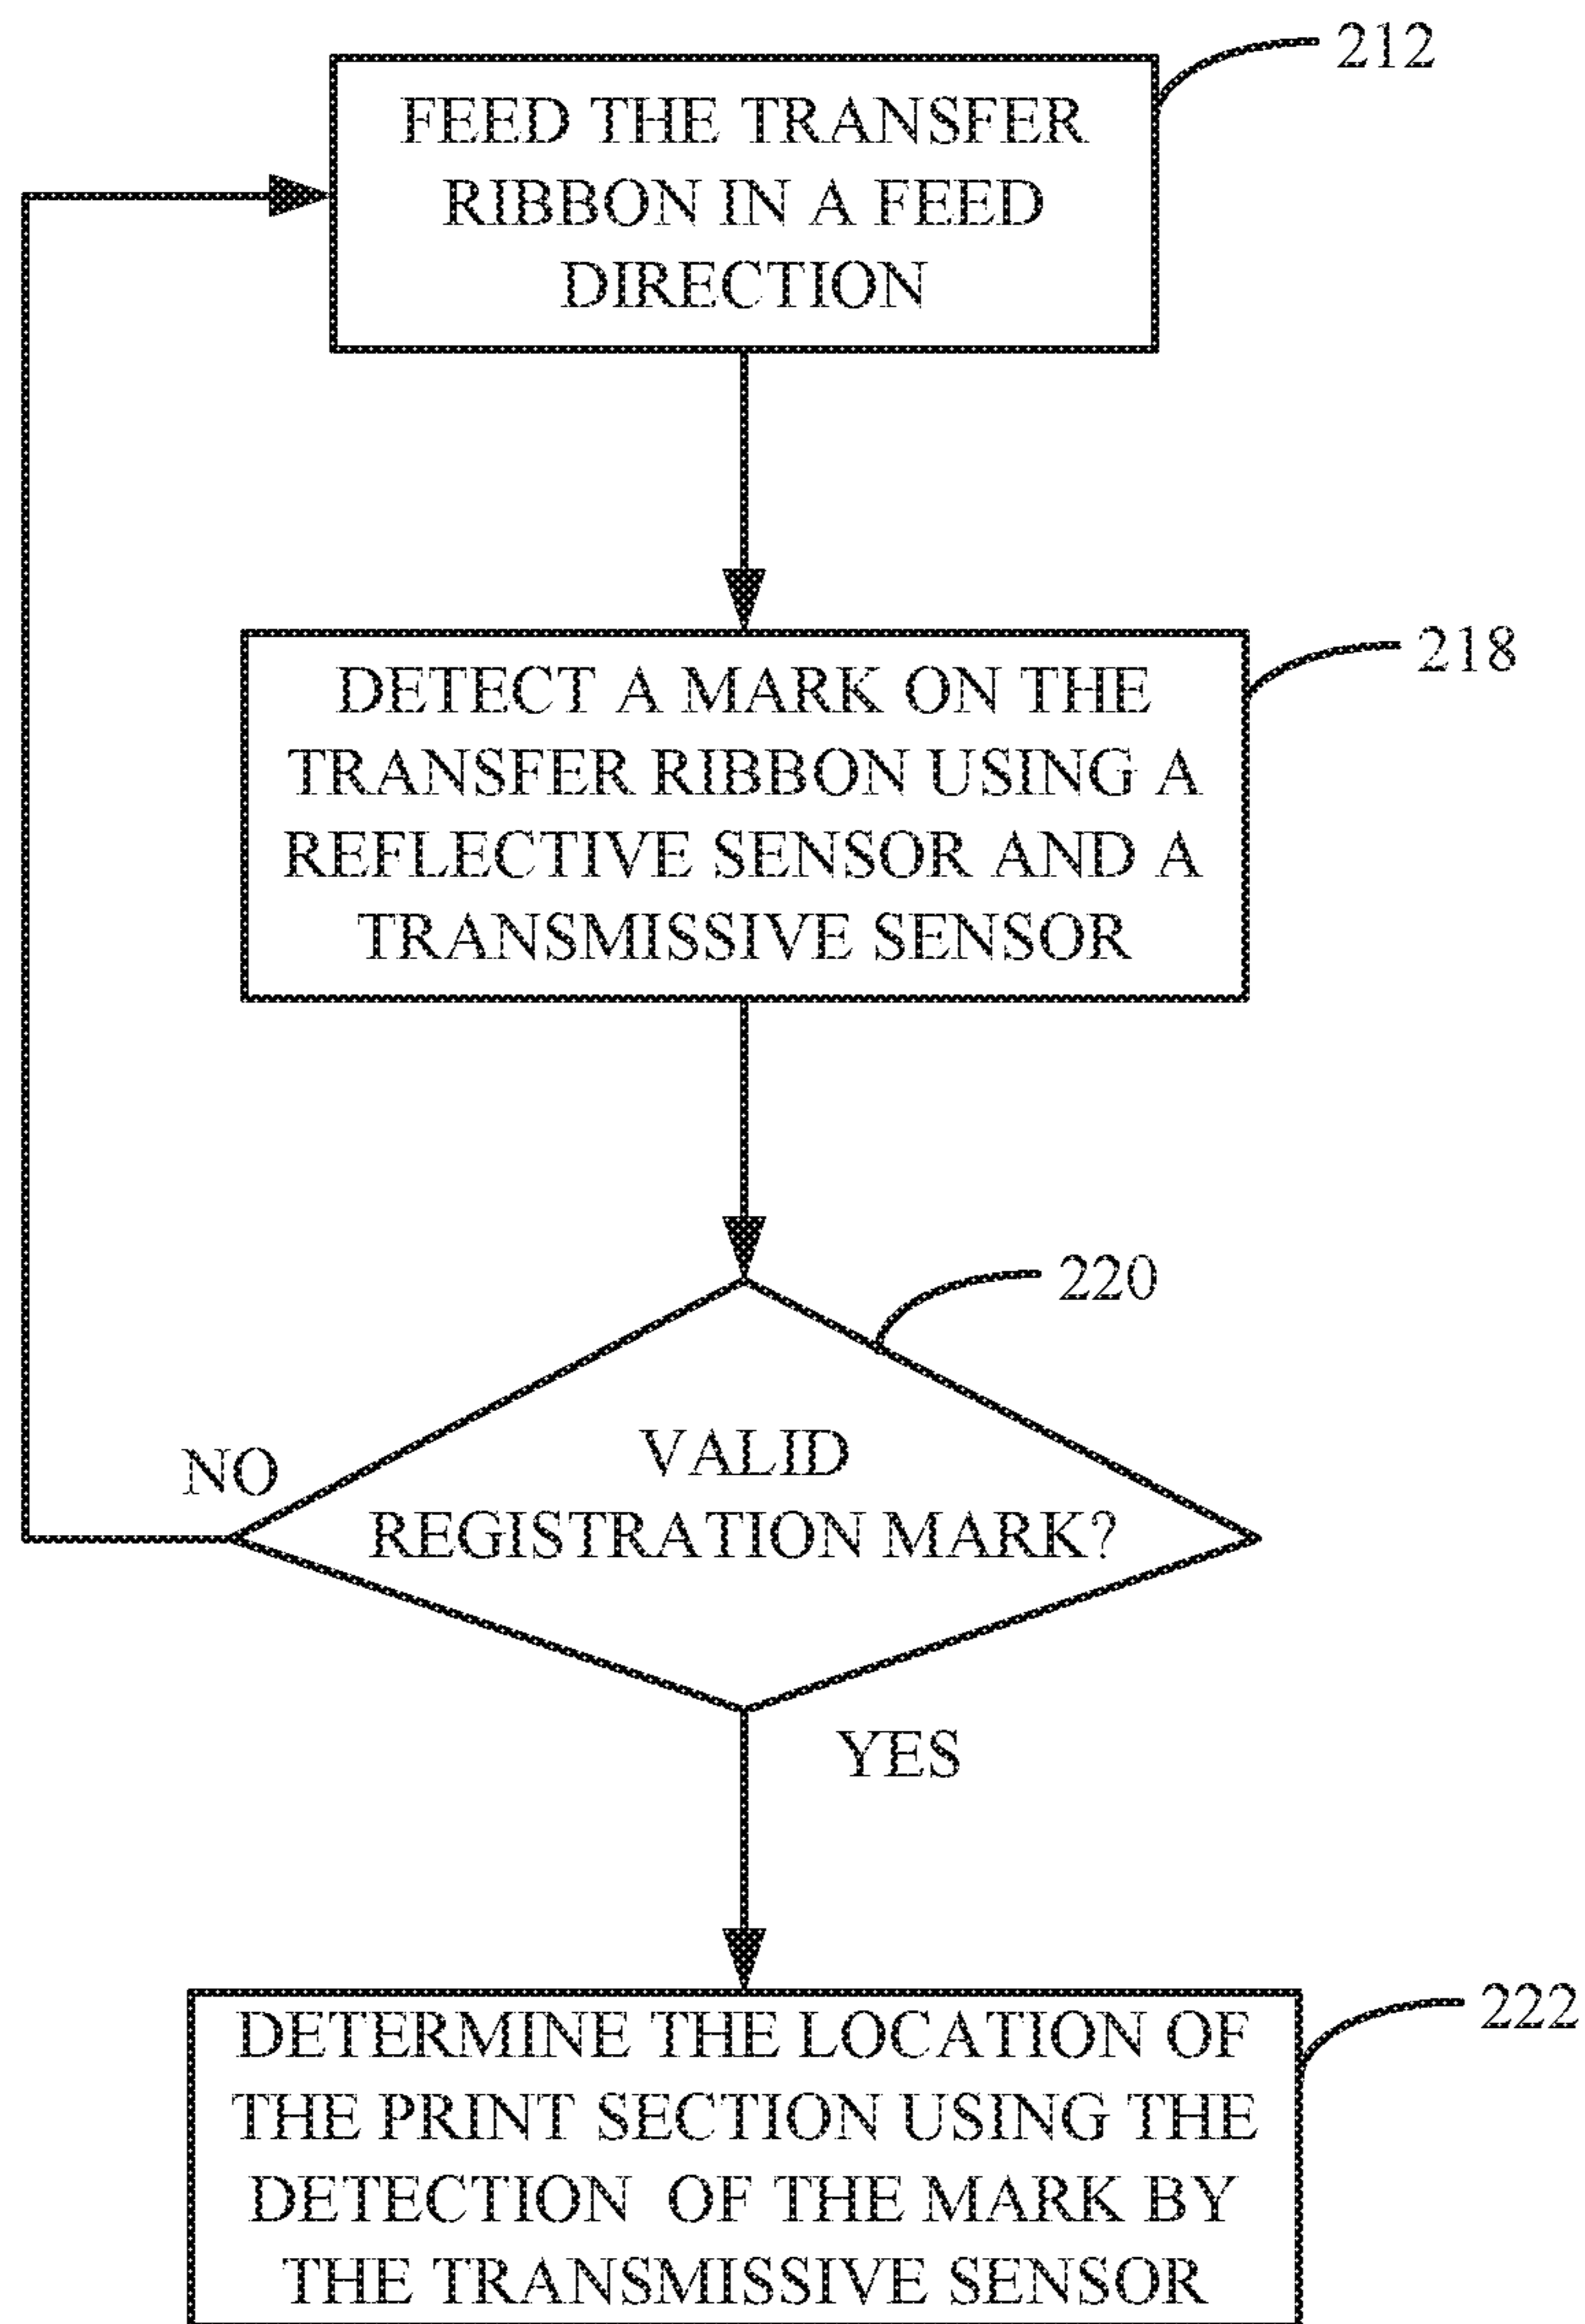 212
FEED THE TRANSFER
RIBBON IN A FEED
DIRECTION
218
DETECT A MARK ON THE
TRANSFER RIBBON USING A
REFLECTIVE SENSOR AND A
TRANSMISSIVE SENSOR
220
VALID
REGISTRATION MARK?
NO
YES
222
DETERMINE THE LOCATION OF
THE PRINT SECTION USING THE
DETECTION OF THE MARK BY
THE TRANSMISSIVE SENSOR